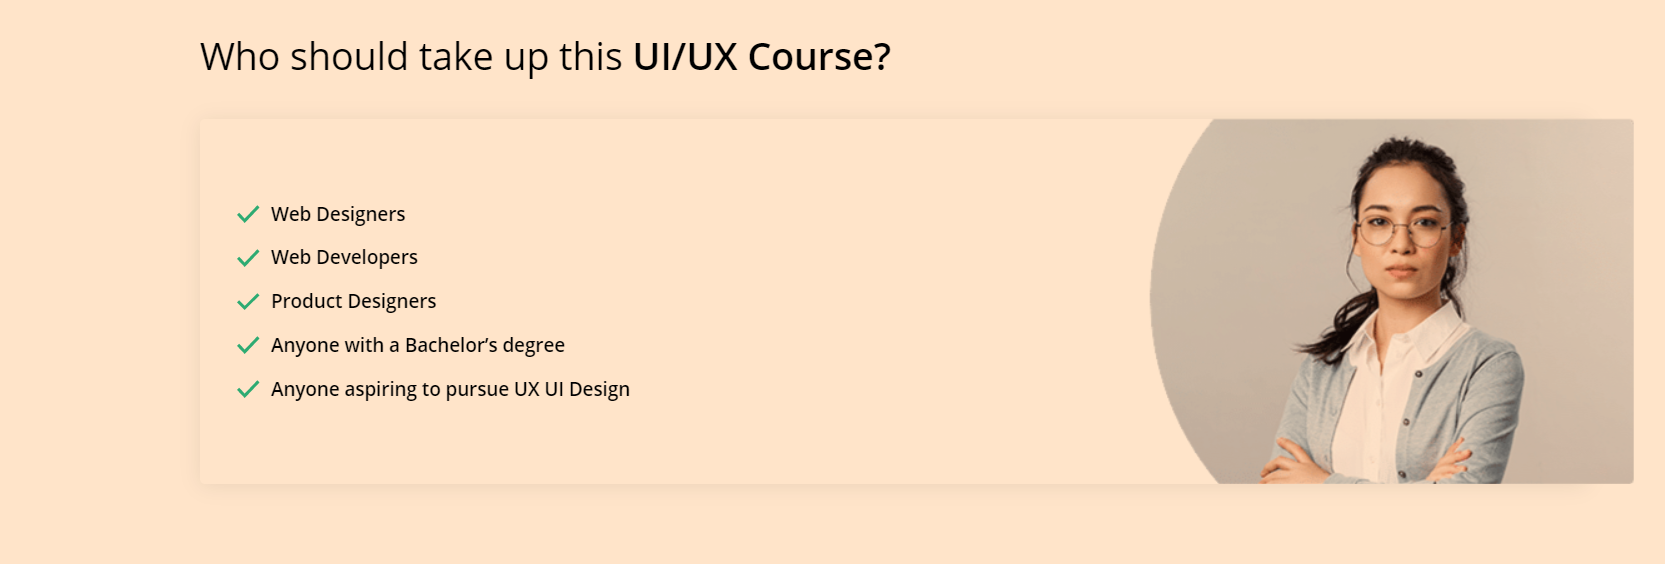 Who should take up this UI/UX Course?
Web Designers
Web Developers
Product Designers
Anyone with a Bachelor’s degree
Anyone aspiring to pursue UX UI Design